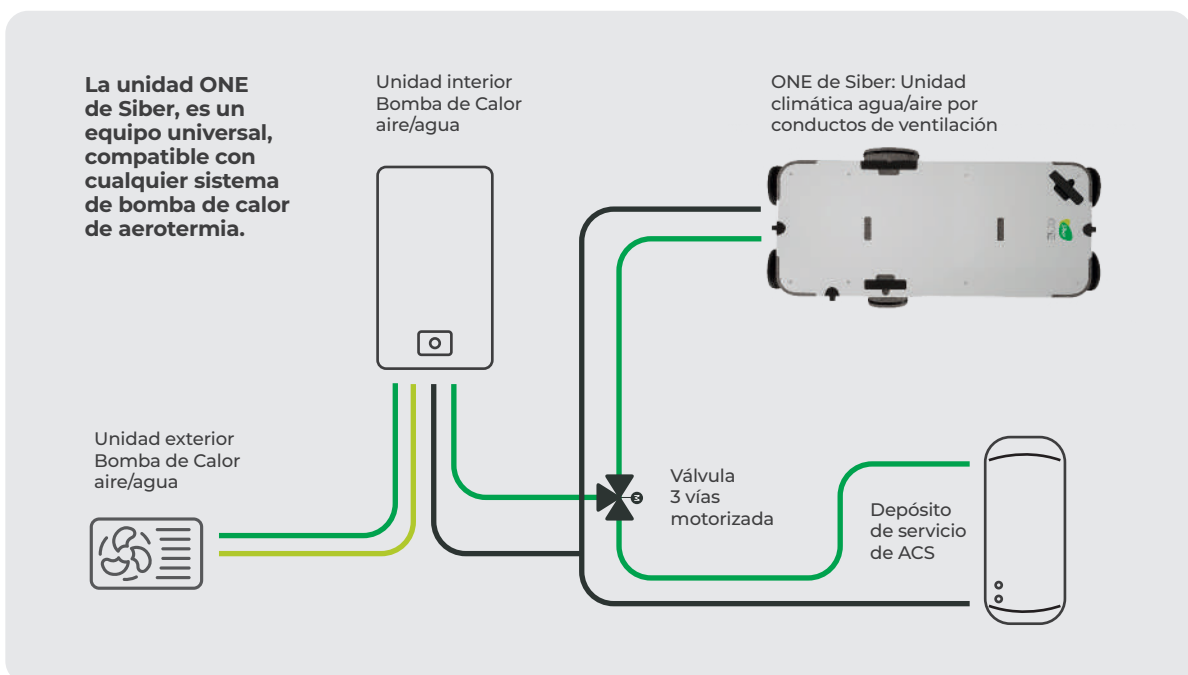 La unidad ONE
de Siber, es un
equipo universal,
compatible con
cualquier sistema
de bomba de calor
de aerotermia.
Unidad interior
Bomba de Calor
aire/agua
ONE de Siber: Unidad
climática agua/aire por
conductos de ventilación
ONE
Unidad exterior
Bomba de Calor
aire/agua
M
Válvula
3 vías
motorizada
Depósito
de servicio
de ACS